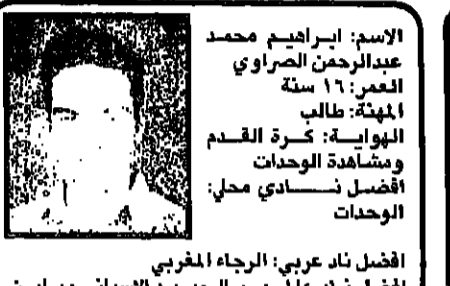 الاسم: ابراهيم محمد
عبدالرحمن الصراوي
العمر: ١٦ سنة
المهنة: طالب
الهواية: كرة القدم
ومشاهدة الوحدات
افضل نادي محلي:
الوحدات
افضل ناد عربي: الرجاء المغربي